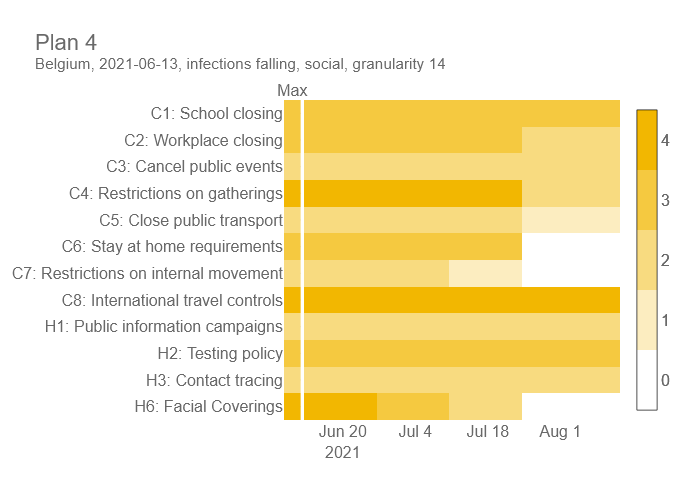 Plan 4
Belgium, 2021-06-13, infections falling, social, granularity 14
Max
C1: School closing
C2: Workplace closing
C3: Cancel public events
C4: Restrictions on gatherings
C5: Close public transport
C6: Stay at home requirements
C7: Restrictions on internal movement
C8: International travel controls
H1: Public information campaigns
H2: Testing policy
H3: Contact tracing
H6: Facial Coverings
Jun 20 Jul 4 Jul 18 Aug 1
2021
4
3
2
1
0